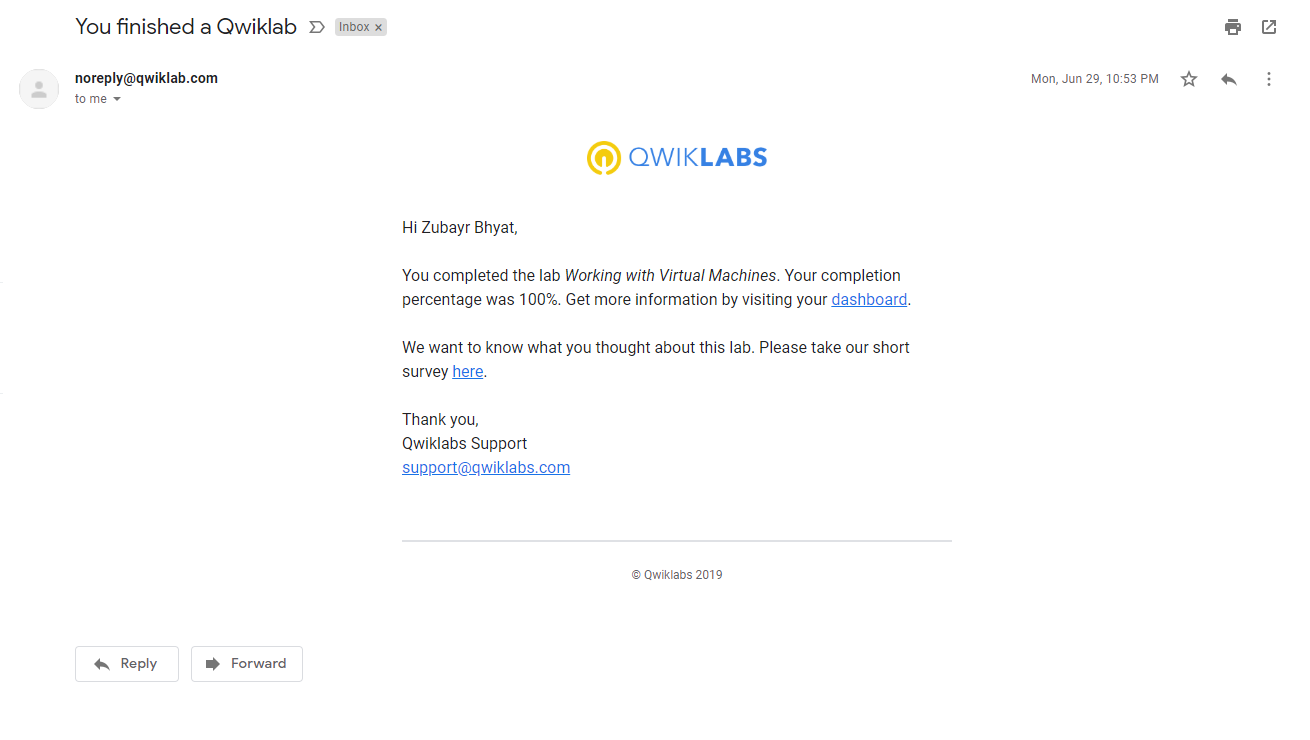 You finished a Qwiklab
Inbox ×
noreply@qwiklab.com
Mon, Jun 29, 10:53 PM
to me
QWIKLABS
Hi Zubayr Bhyat,
You completed the lab Working with Virtual Machines. Your completion
percentage was 100%. Get more information by visiting your dashboard.
We want to know what you thought about this lab. Please take our short
survey here.
Thank you,
Qwiklabs Support
support@qwiklabs.com
© Qwiklabs 2019
Reply
Forward